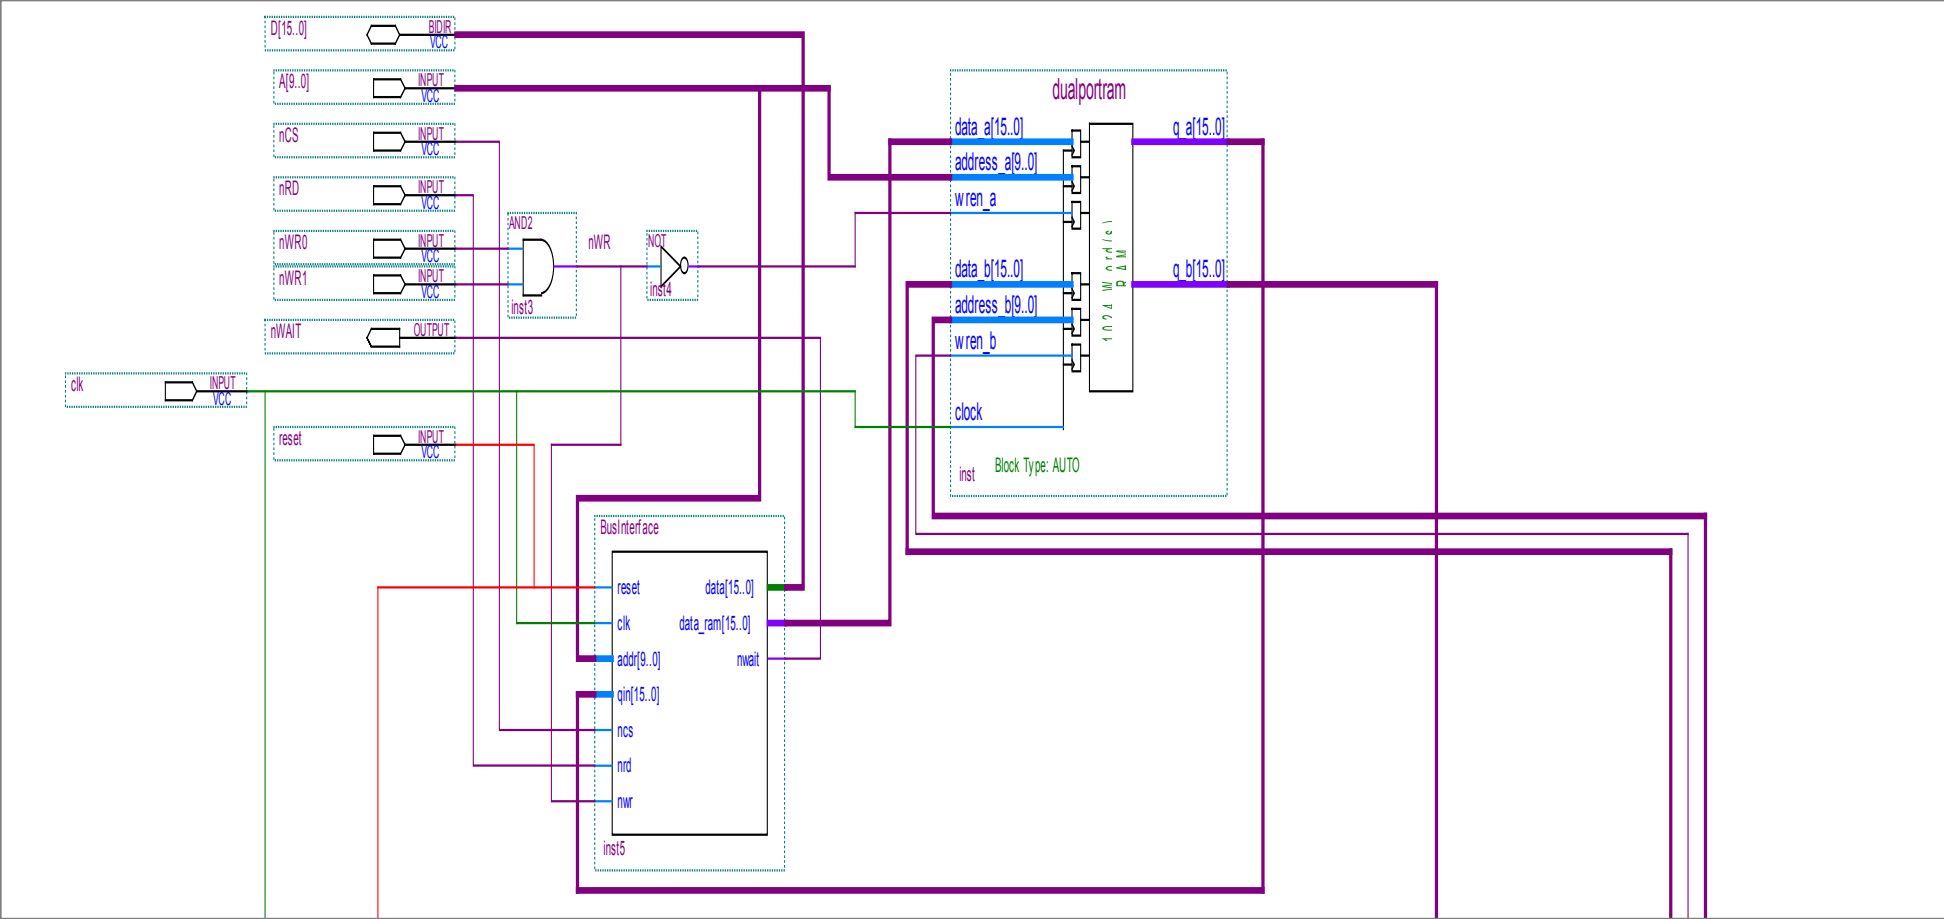 D[15..0]
BIDIR
VCC
A[9..0]
INPUT
VCC
nCS
INPUT
VCC
nRD
INPUT
VCC
nWR0
INPUT
VCC
nWR1
INPUT
VCC
nWAIT
OUTPUT
clk
INPUT
VCC
reset
INPUT
VCC
AND2
inst3
nWR
NOT
inst4
dualportram
data_a[15..0]
address_a[9..0]
wren_a
data_b[15..0]
address_b[9..0]
wren_b
clock
q_a[15..0]
q_b[15..0]
1024 Word(s)
RAM
Block Type: AUTO
inst
BusInterface
reset
clk
addr[9..0]
qin[15..0]
ncs
nrd
nwr
data[15..0]
data_ram[15..0]
nwait
inst5